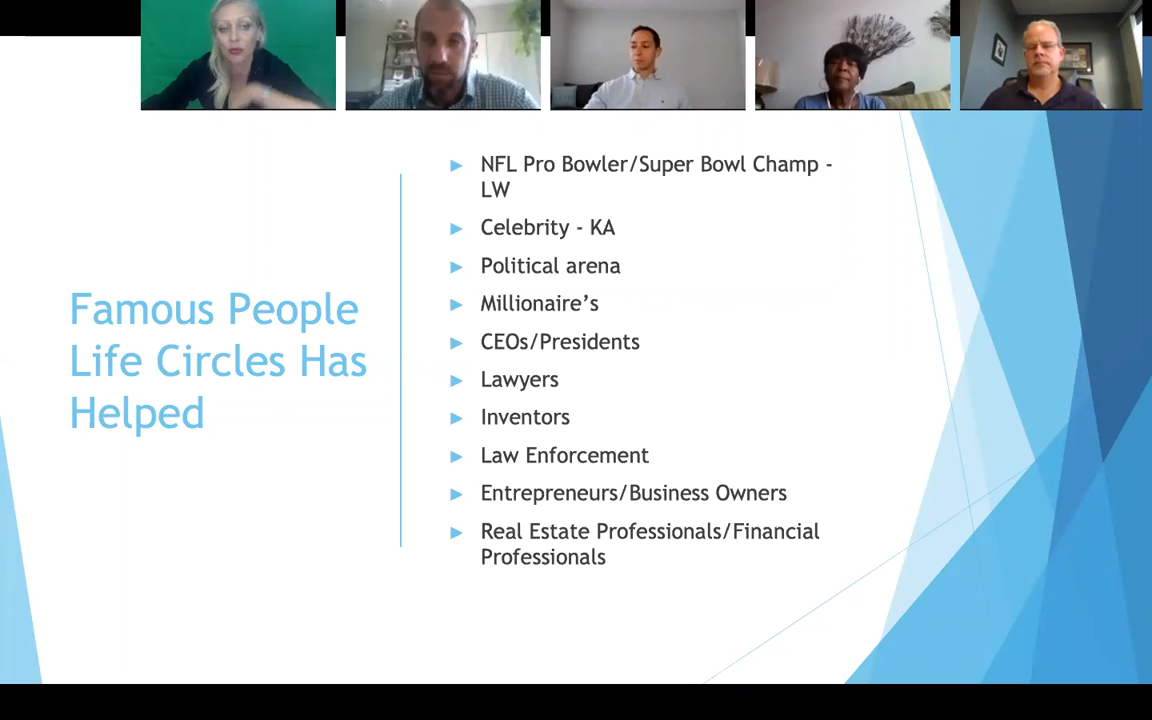 Famous People
Life Circles Has
Helped
NFL Pro Bowler/Super Bowl Champ -
LW
Celebrity - KA
Political arena
Millionaire’s
CEOs/Presidents
Lawyers
Inventors
Law Enforcement
Entrepreneurs/Business Owners
Real Estate Professionals/Financial
Professionals